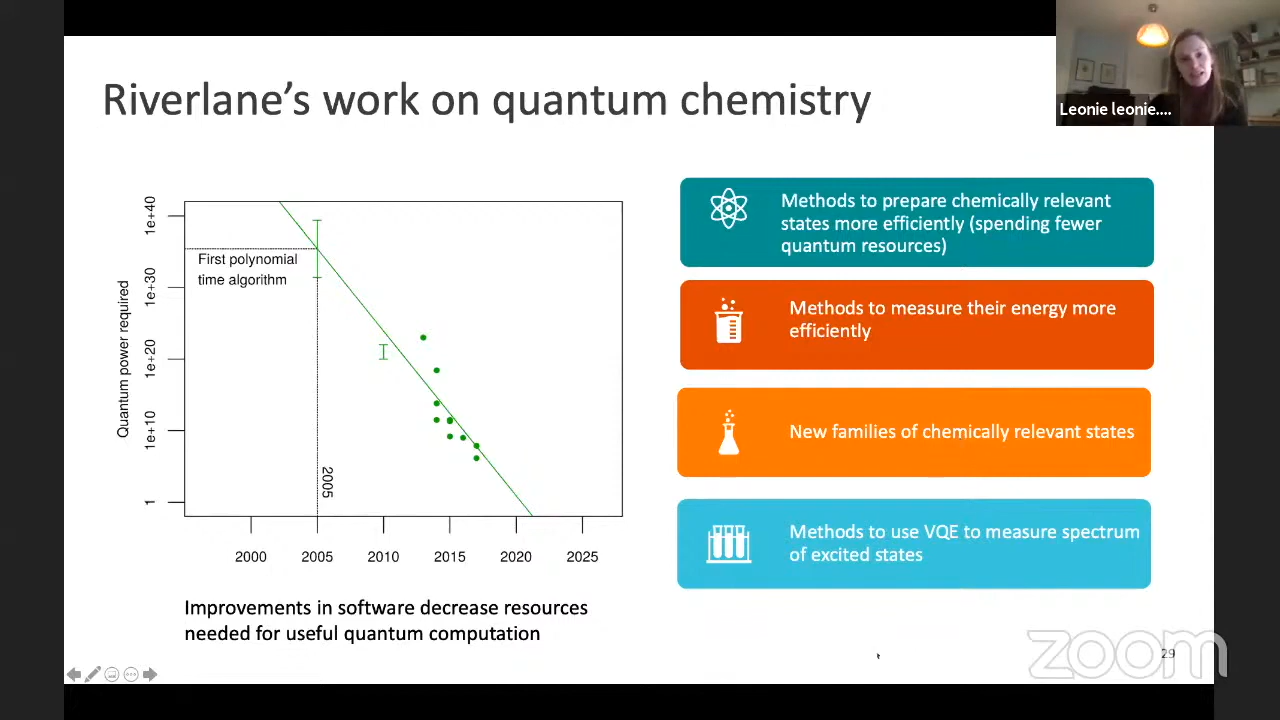 Riverlane’s work on quantum chemistry
Leonie leonie....
Quantum power required
1e+40
1e+30
1e+20
1e+10
1
First polynomial
time algorithm
2005
2000
2005
2010
2015
2020
2025
Improvements in software decrease resources
needed for useful quantum computation
Methods to prepare chemically relevant
states more efficiently (spending fewer
quantum resources)
Methods to measure their energy more
efficiently
New families of chemically relevant states
Methods to use VQE to measure spectrum
of excited states
zoom
29